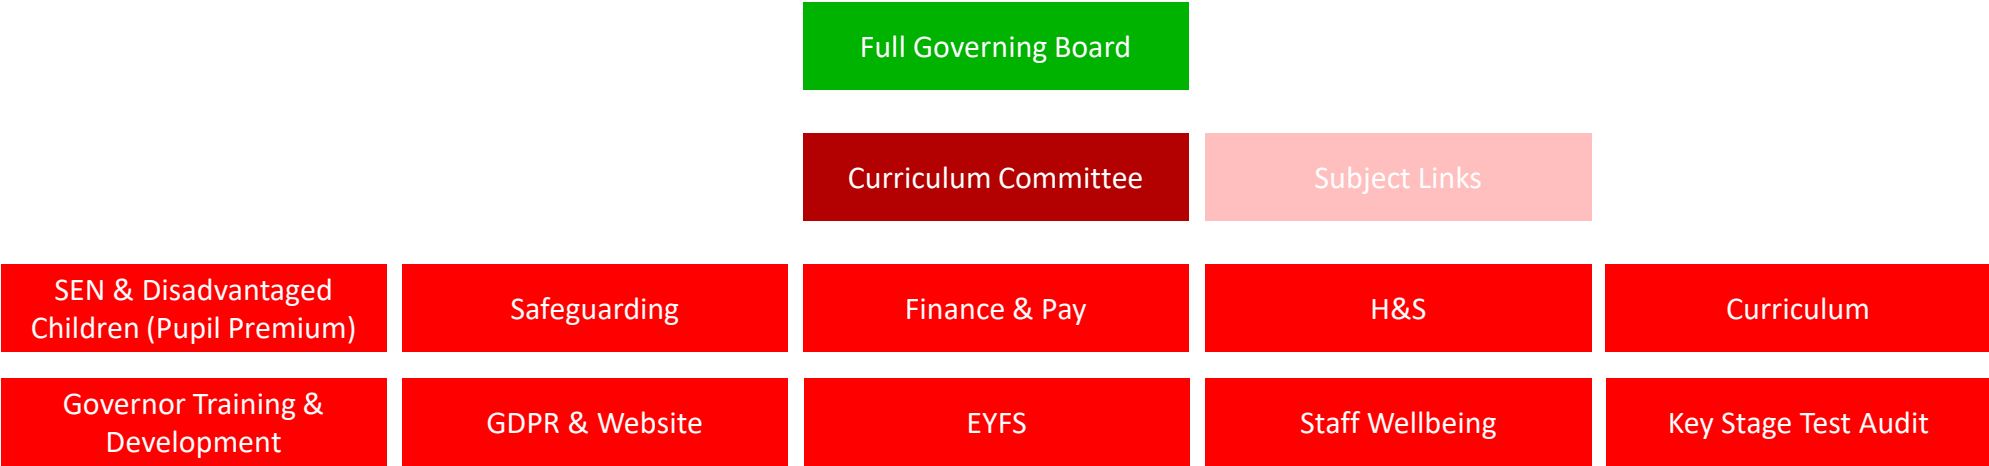 Full Governing Board
Curriculum Committee
Subject Links
SEN & Disadvantaged
Children (Pupil Premium)
Safeguarding
Finance & Pay
H&S
Curriculum
Governor Training &
Development
GDPR & Website
EYFS
Staff Wellbeing
Key Stage Test Audit